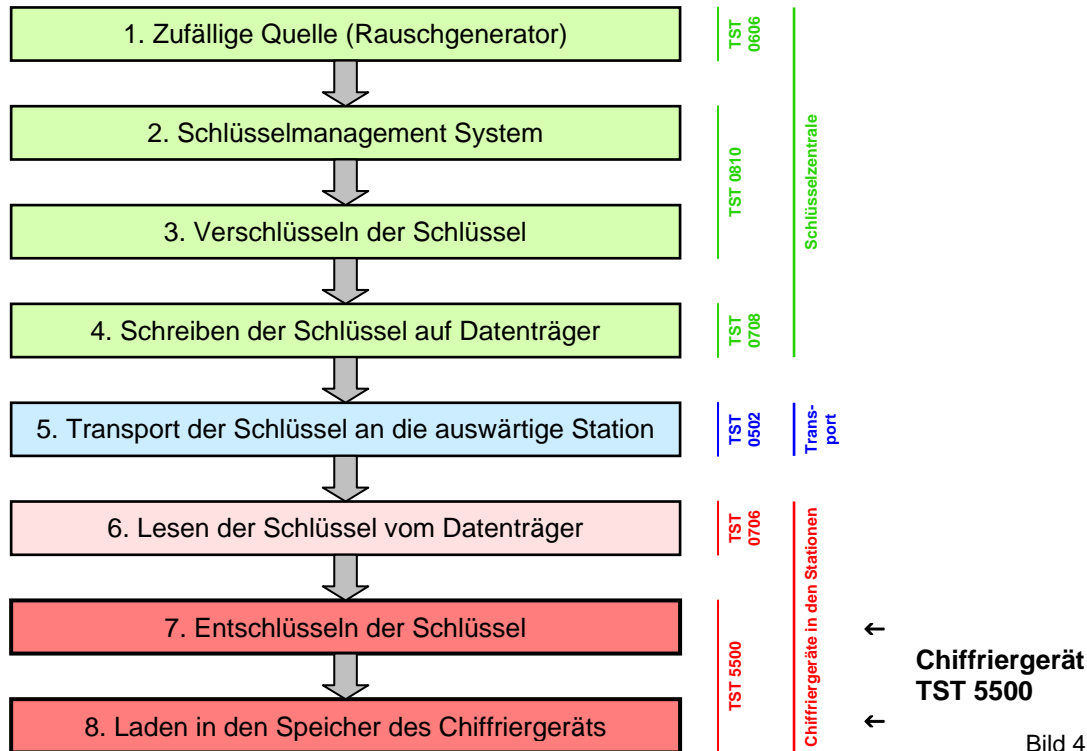 1. Zufällige Quelle (Rauschgenerator)
TST
0606
2. Schlüsselmanagement System
TST 0810
3. Verschlüsseln der Schlüssel
4. Schreiben der Schlüssel auf Datenträger
TST
0708
Schlüsselzentrale
5. Transport der Schlüssel an die auswärtige Station
TST
0502
Trans-
port
6. Lesen der Schlüssel vom Datenträger
TST
0706
7. Entschlüsseln der Schlüssel
TST 5500
8. Laden in den Speicher des Chiffriergeräts
Chiffriergeräte in den Stationen
Chiffriergerät
TST 5500
Bild 4